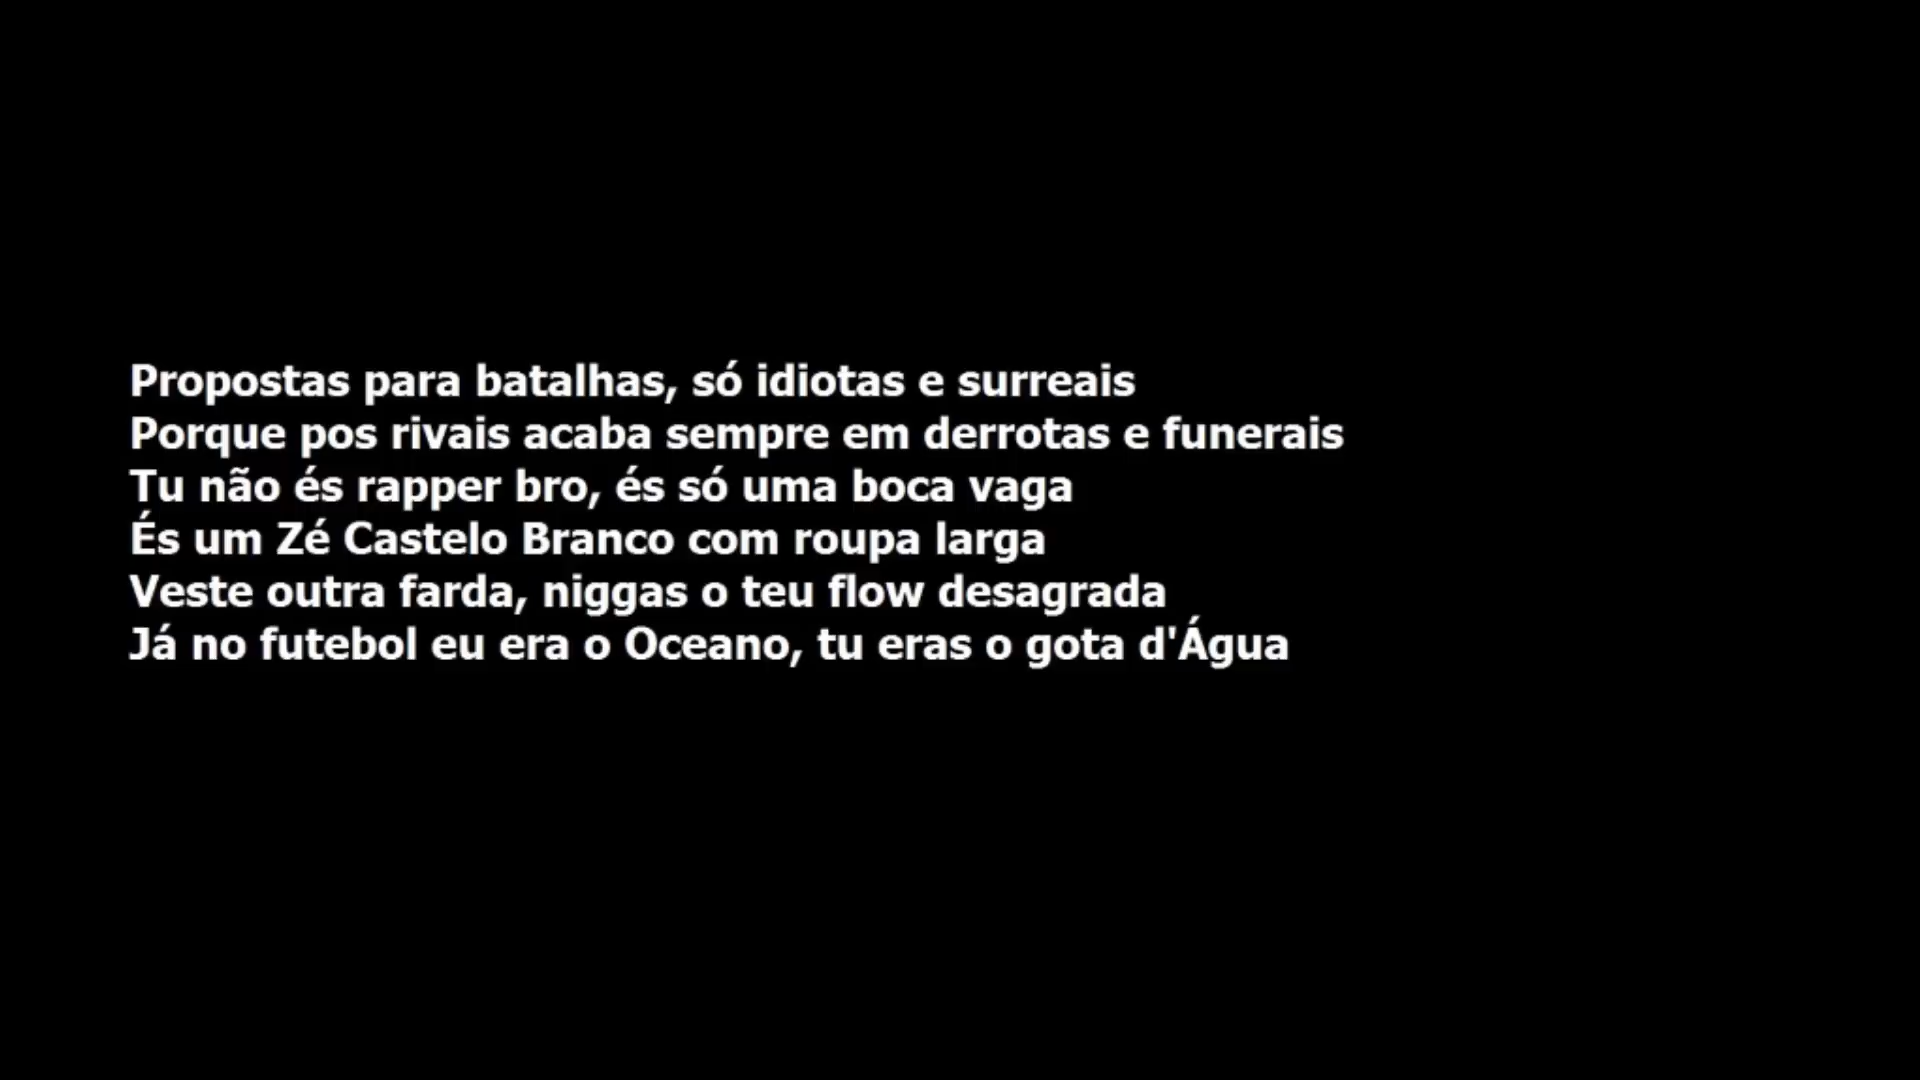 Propostas para batalhas, só idiotas e surreais
Porque pos rivais acaba sempre em derrotas e funerais
Tu não és rapper bro, és só uma boca vaga
És um Zé Castelo Branco com roupa larga
Veste outra farda, niggas o teu flow desagrada
Já no futebol eu era o Oceano, tu eras o gota d'Água